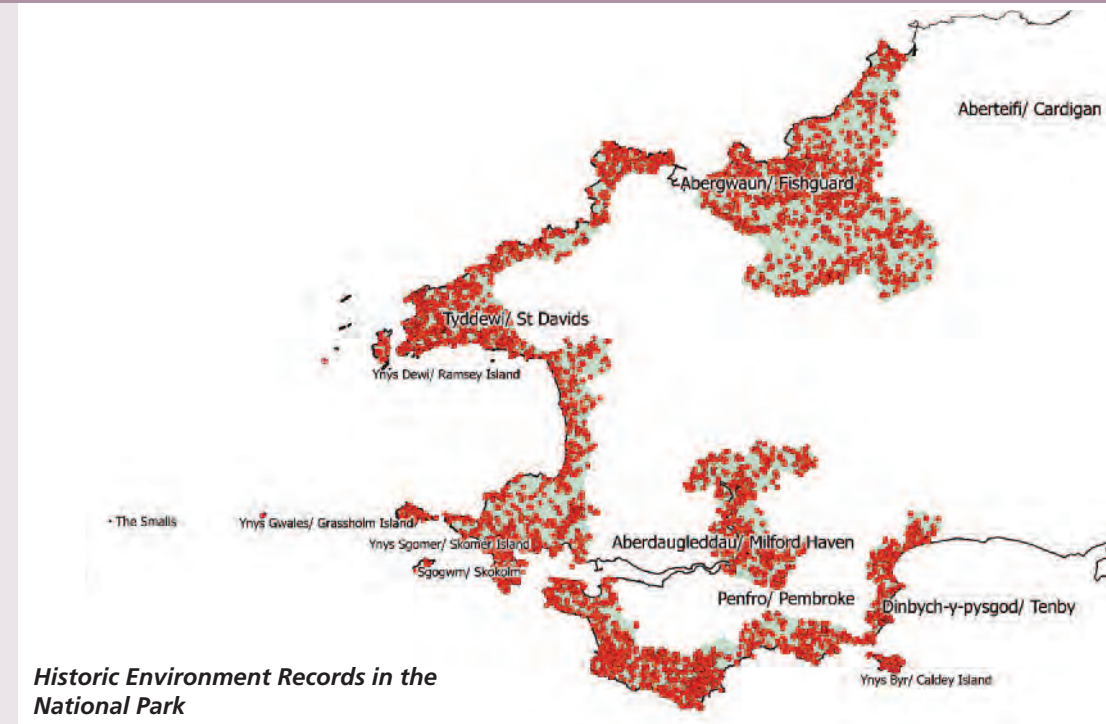 Aberteifi/ Cardigan
Abergwaun/ Fishguard
Tyddewi/ St Davids
Ynys Dewi/ Ramsey Island
The Smalls
Ynys Gwales/ Grassholm Island
Ynys Sgomer/ Skomer Island
Sgogwm/ Skokolm
Aberdaugleddau/ Milford Haven
Penfro/ Pembroke
Dinbych-y-pysgod/ Tenby
Ynys Byr/ Caldey Island
Historic Environment Records in the
National Park